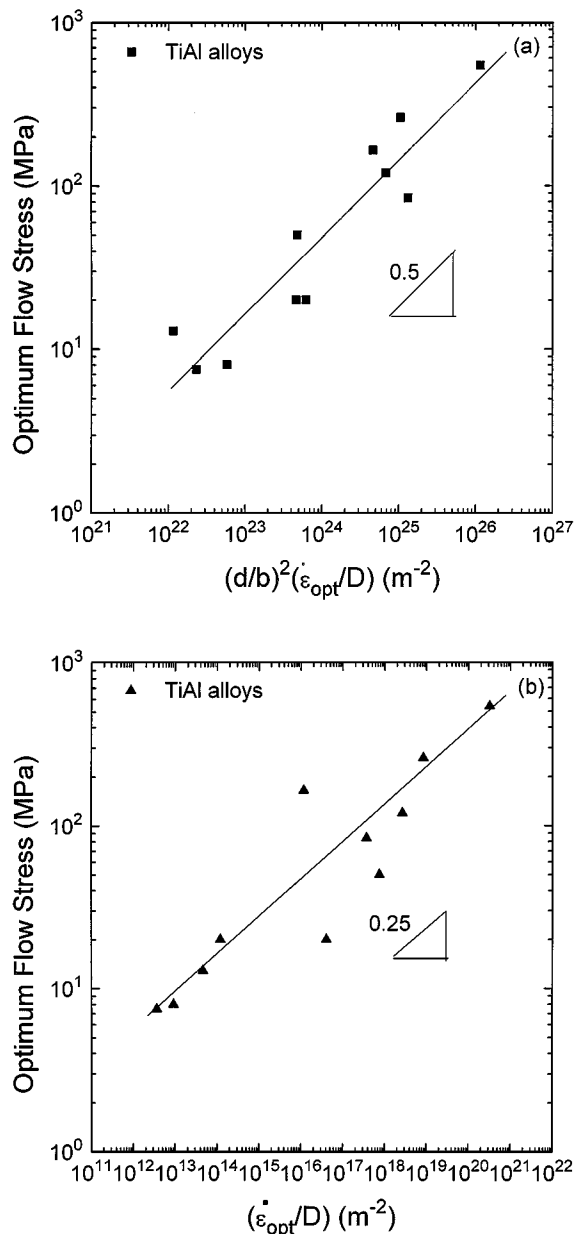 10³
(a)
TiAl alloys
Optimum Flow Stress (MPa)
10²
0.5
10¹
10⁰
10²¹ 10²² 10²³ 10²⁴ 10²⁵ 10²⁶ 10²⁷
(d/b)²(ε̇opt/D) (m⁻²)
10³
(b)
TiAl alloys
Optimum Flow Stress (MPa)
10²
0.25
10¹
10⁰
10¹¹ 10¹² 10¹³ 10¹⁴ 10¹⁵ 10¹⁶ 10¹⁷ 10¹⁸ 10¹⁹ 10²⁰ 10²¹ 10²²
(ε̇opt/D) (m⁻²)